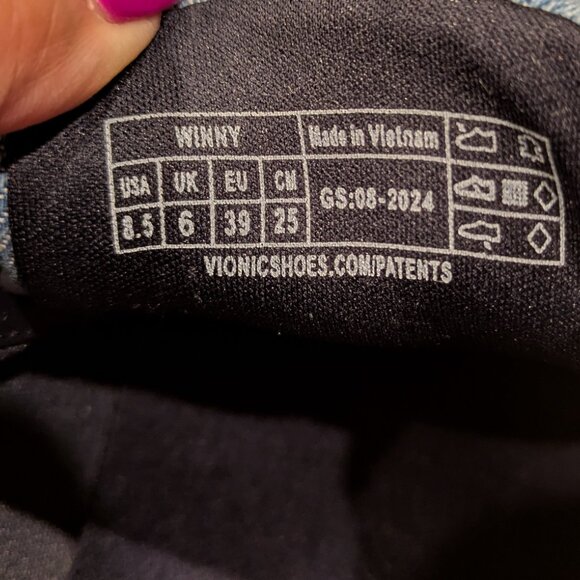 WINNY Made in Vietnam
USA UK EU CM
8.5 6 39 25 GS:08-2024
VIONICSHOES.COM/PATENTS